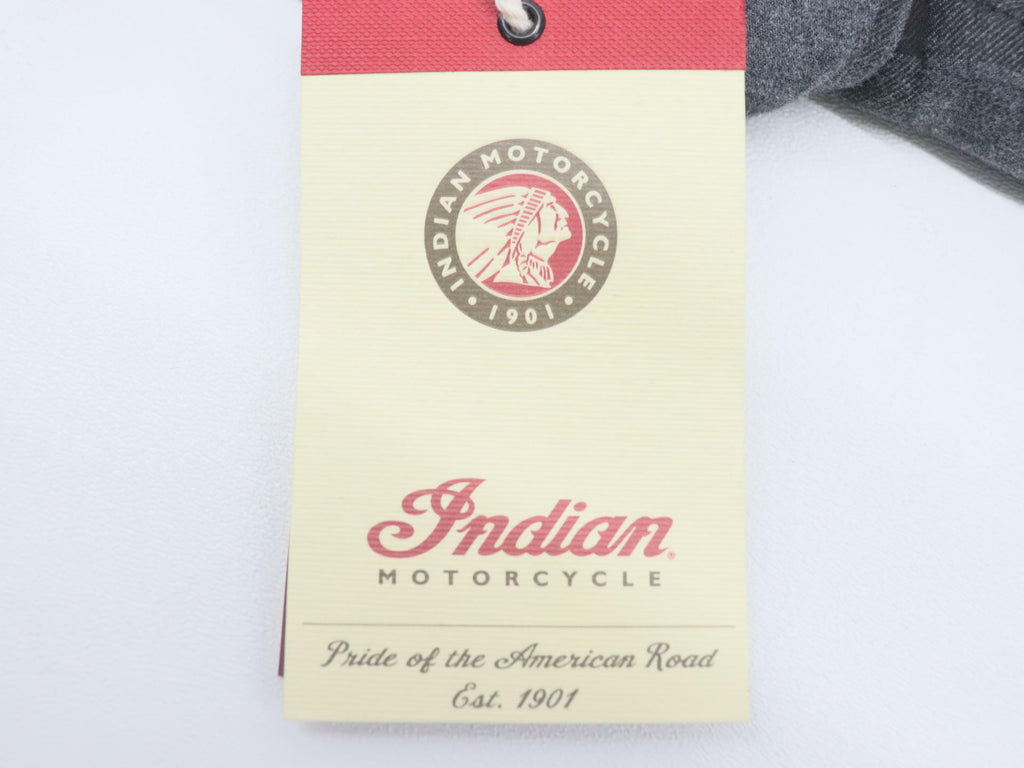 INDIAN MOTORCYCLE
• 1901 •
Indian®
MOTORCYCLE
Pride of the American Road
Est. 1901